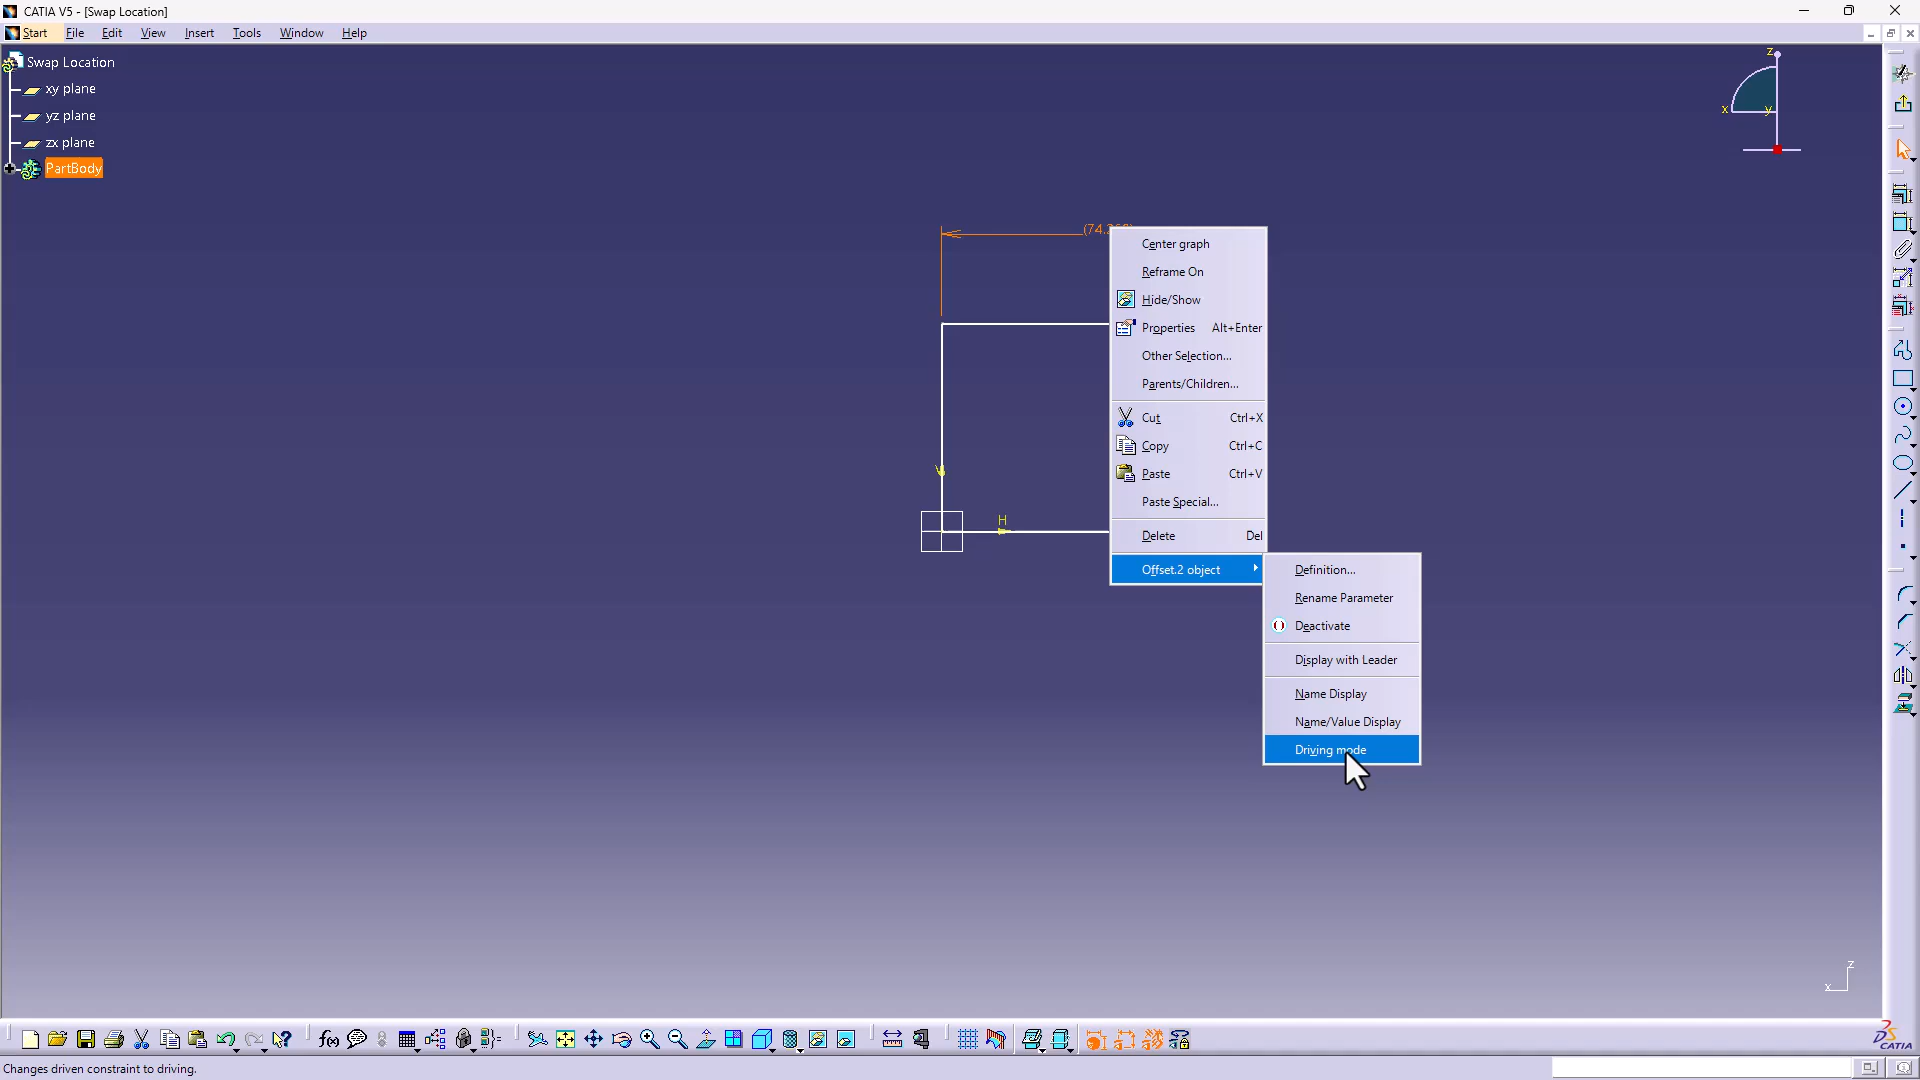 CATIA V5 - [Swap Location]
Start File Edit View Insert Tools Window Help
Swap Location
xy plane
yz plane
zx plane
PartBody
z
x
y
Center graph
Reframe On
Hide/Show
Properties Alt+Enter
Other Selection...
Parents/Children...
Cut Ctrl+X
Copy Ctrl+C
Paste Ctrl+V
Paste Special...
Delete Del
Offset.2 object
V
H
Definition...
Rename Parameter
Deactivate
Display with Leader
Name Display
Name/Value Display
Driving mode
z
x
f(x)
CATIA
Changes driven constraint to driving.